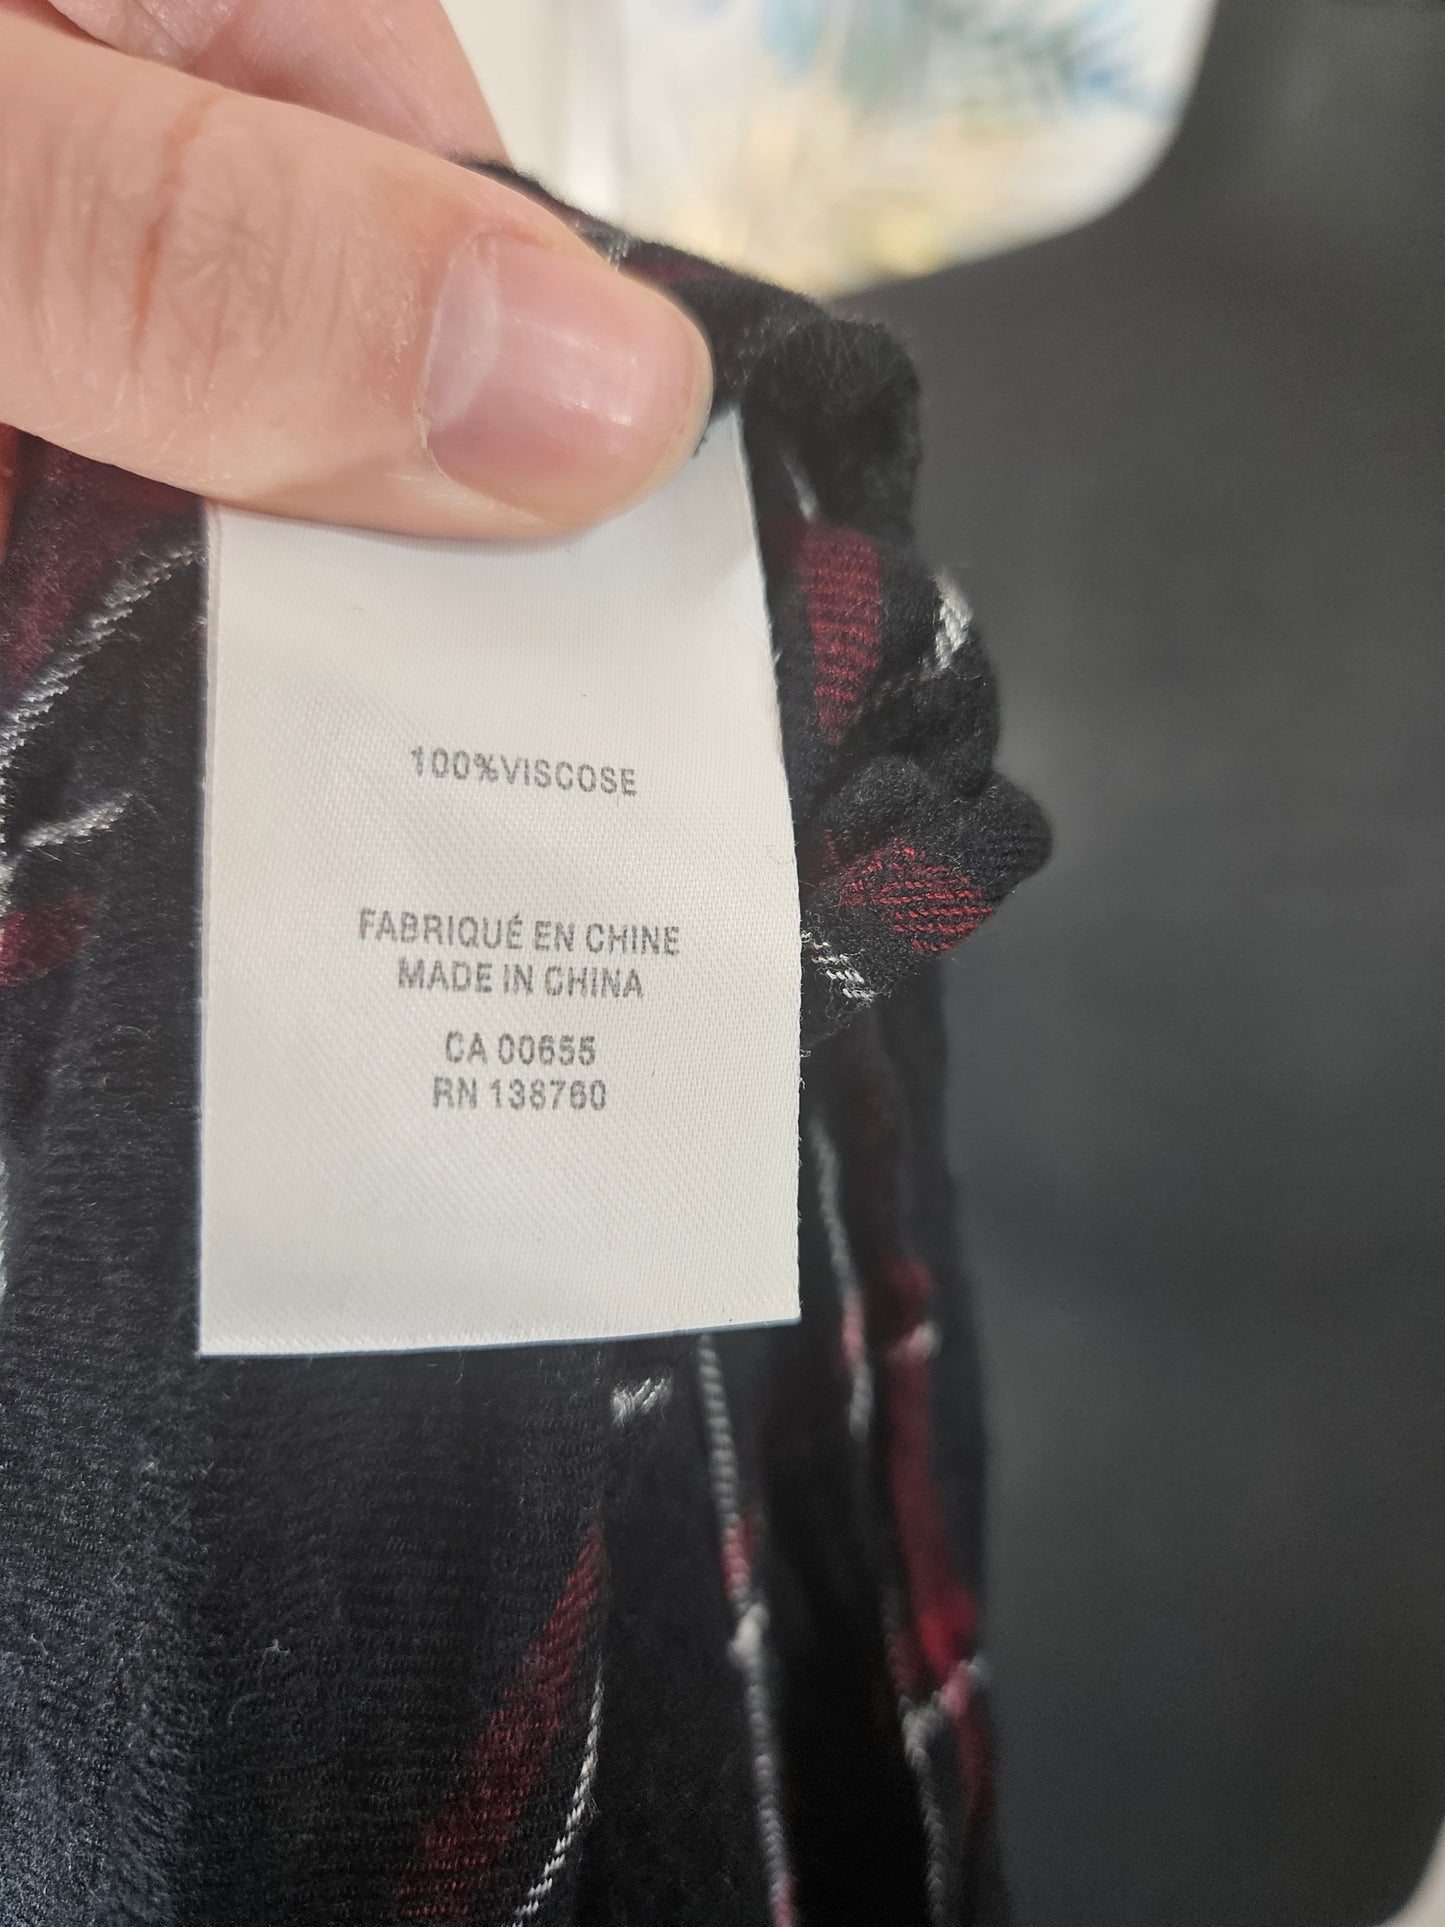 100%VISCOSE
FABRIQUÉ EN CHINE
MADE IN CHINA
CA 00655
RN 138760